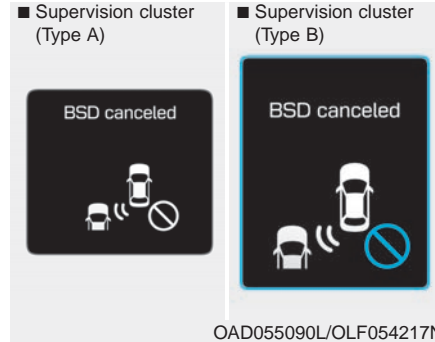 ■ Supervision cluster
(Type A)
■ Supervision cluster
(Type B)
BSD canceled
BSD canceled
OAD055090L/OLF054217N